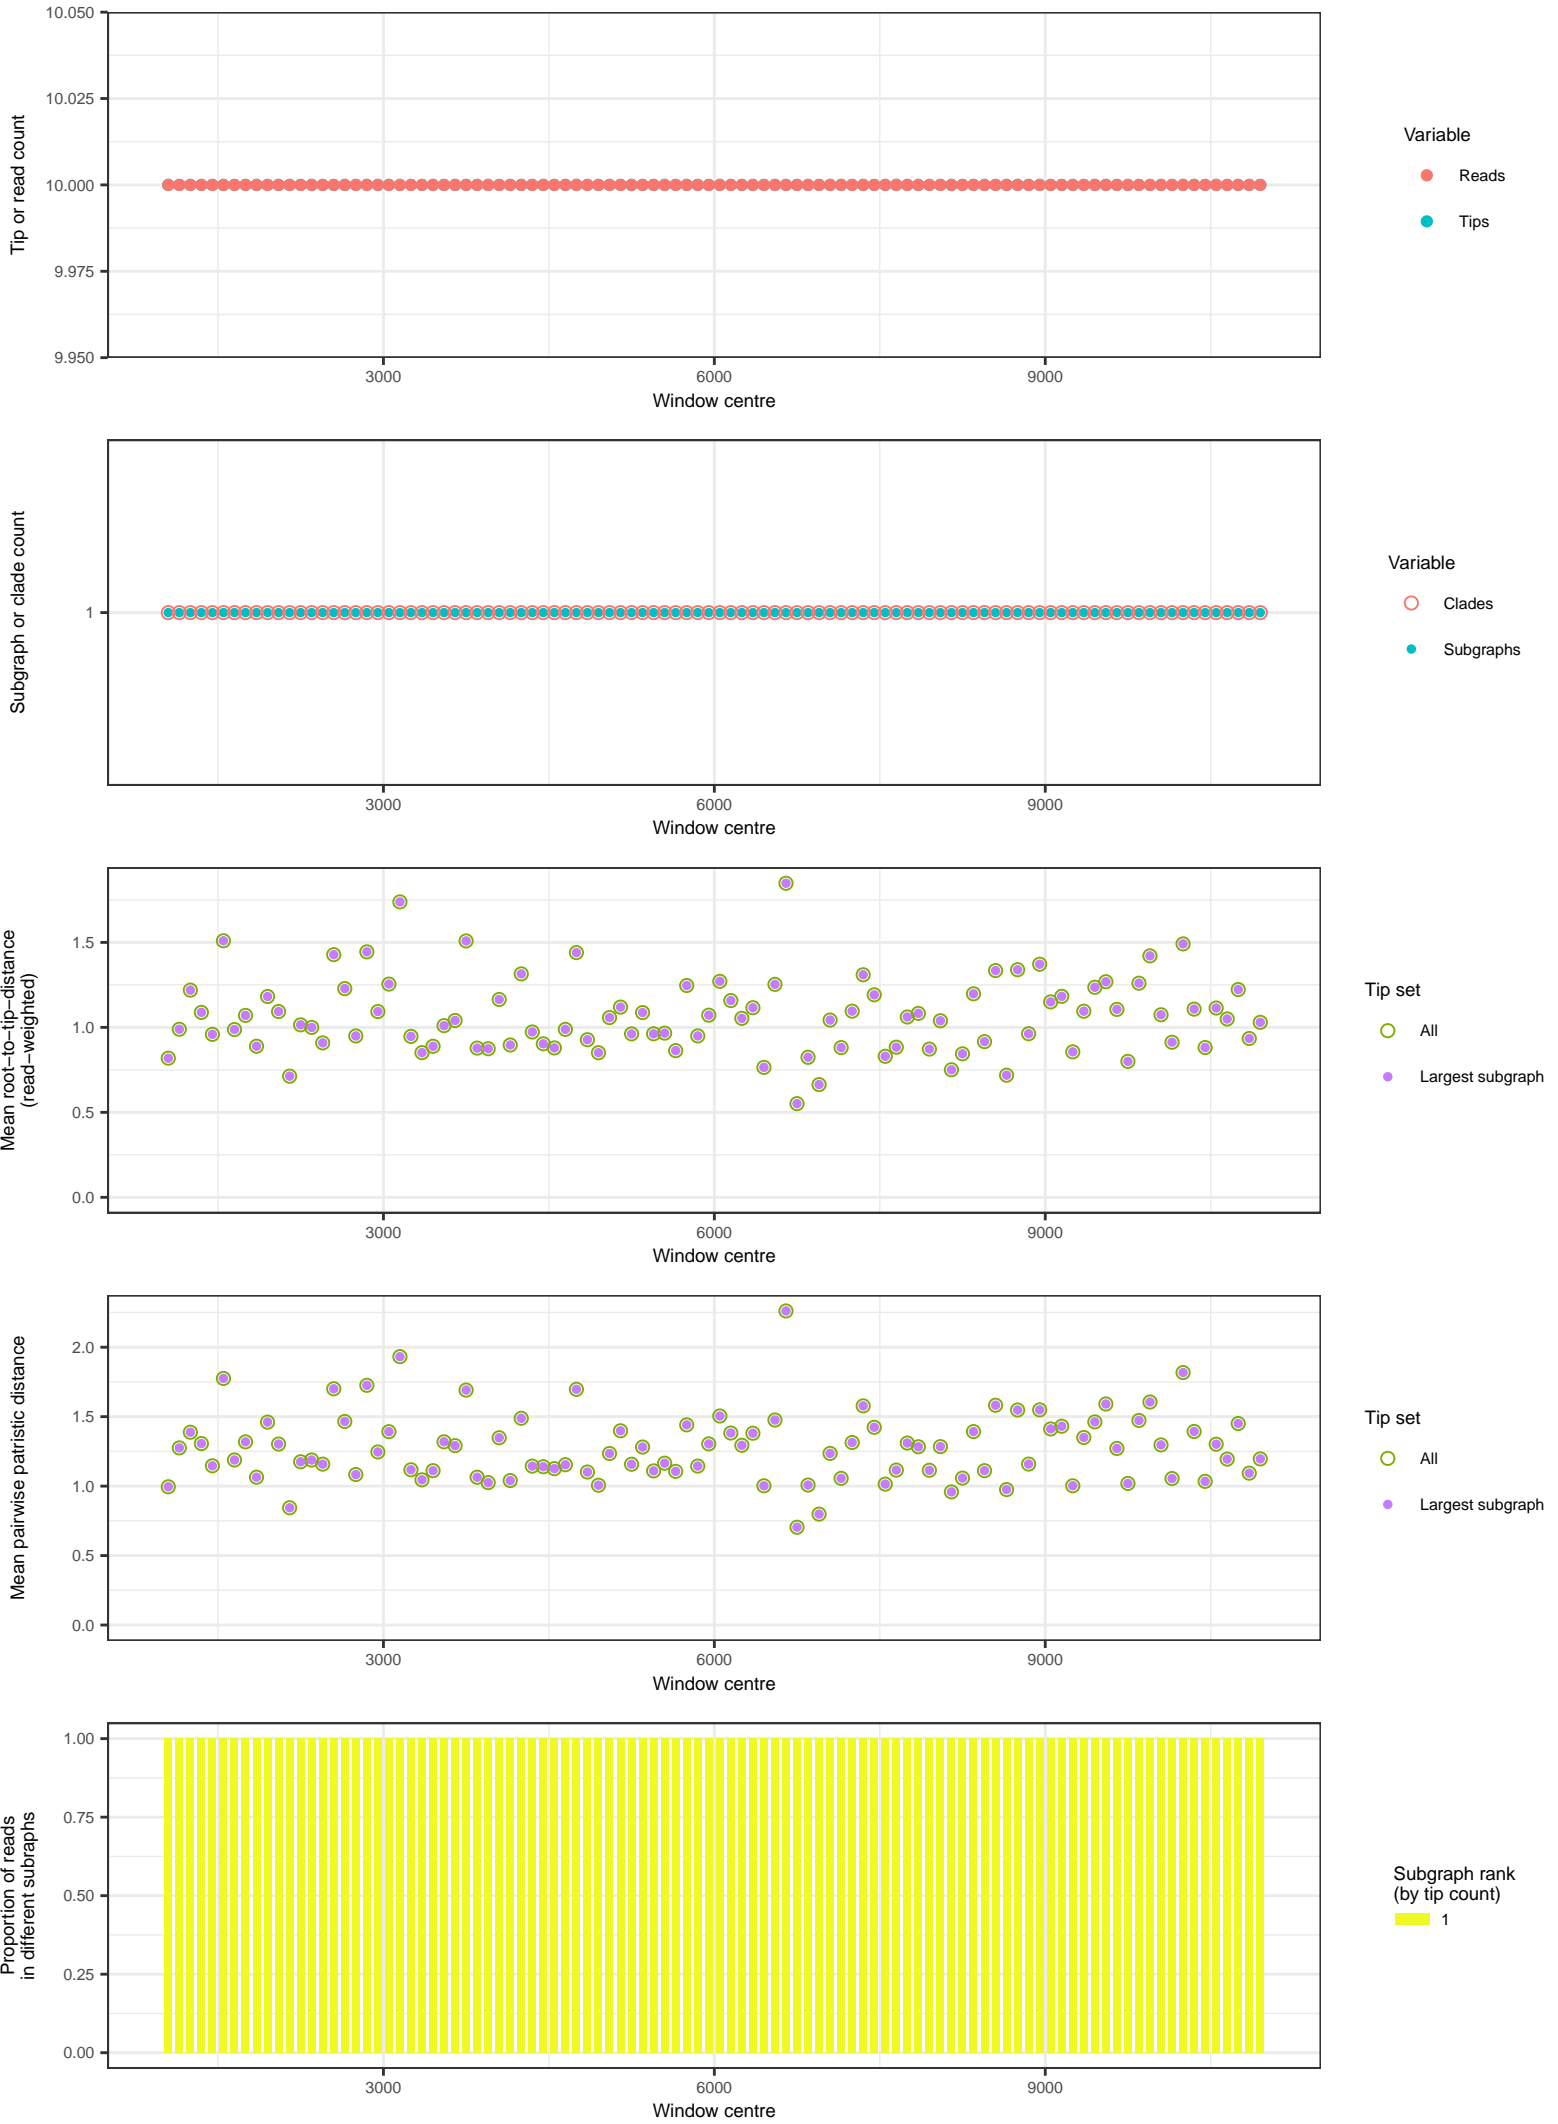 10.050
10.025
10.000
9.975
9.950
Tip or read count
3000
6000
9000
Window centre
Variable
Reads
Tips
1
Subgraph or clade count
3000
6000
9000
Window centre
Variable
Clades
Subgraphs
1.5
1.0
0.5
0.0
Mean root−to−tip−distance
(read−weighted)
3000
6000
9000
Window centre
Tip set
All
Largest subgraph
2.0
1.5
1.0
0.5
0.0
Mean pairwise patristic distance
3000
6000
9000
Window centre
Tip set
All
Largest subgraph
1.00
0.75
0.50
0.25
0.00
Proportion of reads
in different subraphs
3000
6000
9000
Window centre
Subgraph rank
(by tip count)
1